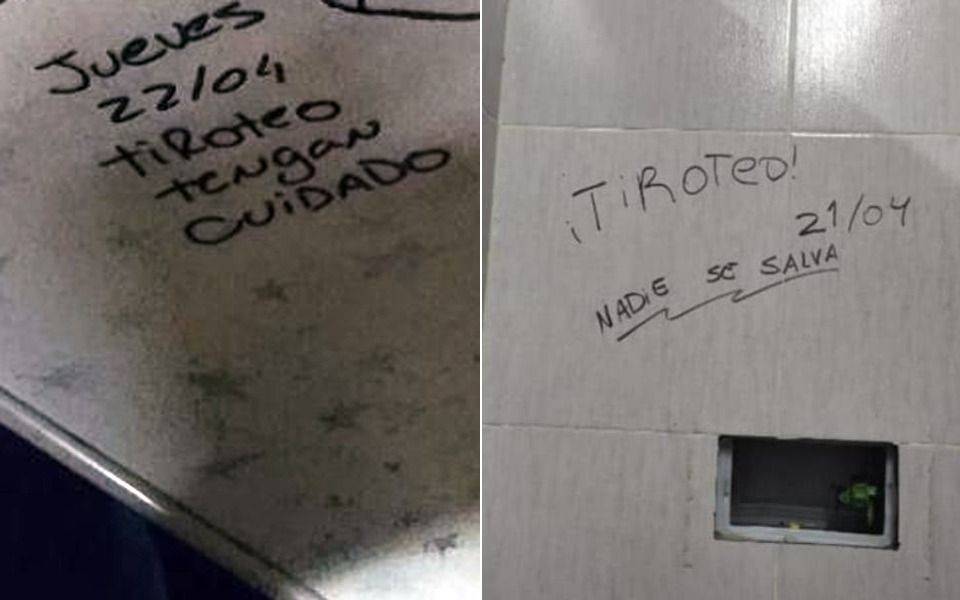 Jueves
22/04
tiRoteo
tengan
CUiDADO
¡TiRoTeo!
21/04
NADiE SE SALVA